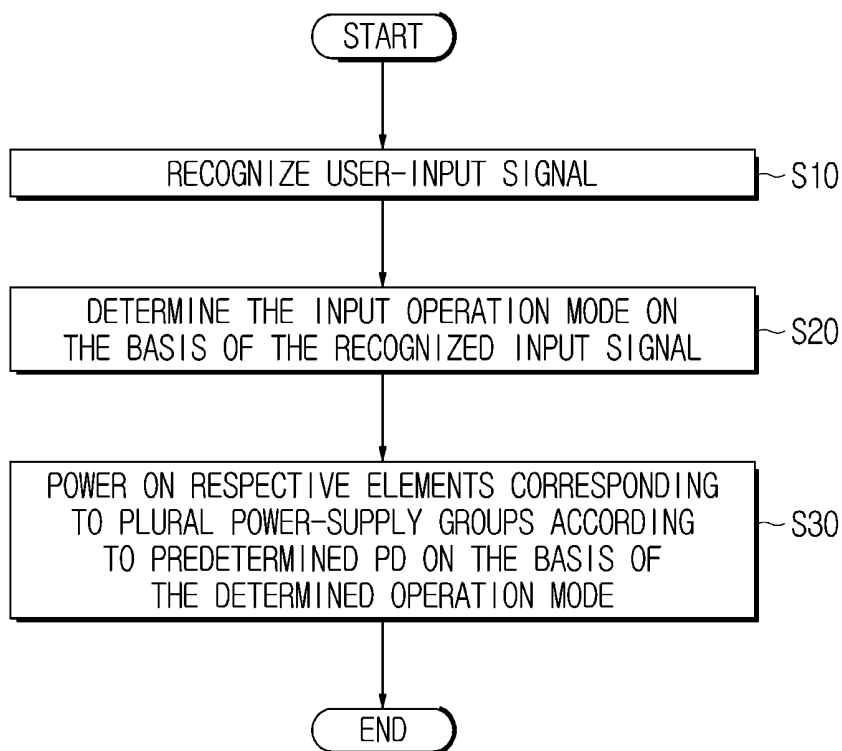 START
RECOGNIZE USER-INPUT SIGNAL
S10
DETERMINE THE INPUT OPERATION MODE ON
THE BASIS OF THE RECOGNIZED INPUT SIGNAL
S20
POWER ON RESPECTIVE ELEMENTS CORRESPONDING
TO PLURAL POWER-SUPPLY GROUPS ACCORDING
TO PREDETERMINED PD ON THE BASIS OF
THE DETERMINED OPERATION MODE
S30
END